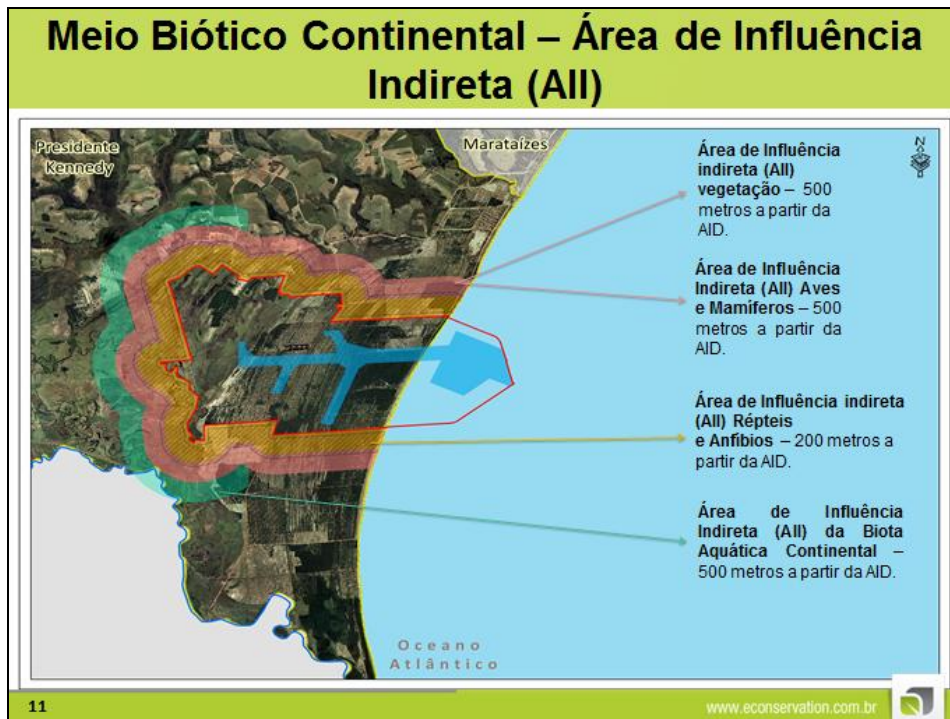 Meio Biótico Continental – Área de Influência
Indireta (AII)
Presidente
Kennedy
Marataízes
N
Área de Influência
indireta (AII)
vegetação – 500
metros a partir da
AID.
Área de Influência
Indireta (AII) Aves
e Mamíferos – 500
metros a partir da
AID.
Área de Influência indireta
(AII) Répteis
e Anfíbios – 200 metros a
partir da AID.
Área de Influência
Indireta (AII) da Biota
Aquática Continental –
500 metros a partir da AID.
Oceano
Atlântico
11
www.econservation.com.br